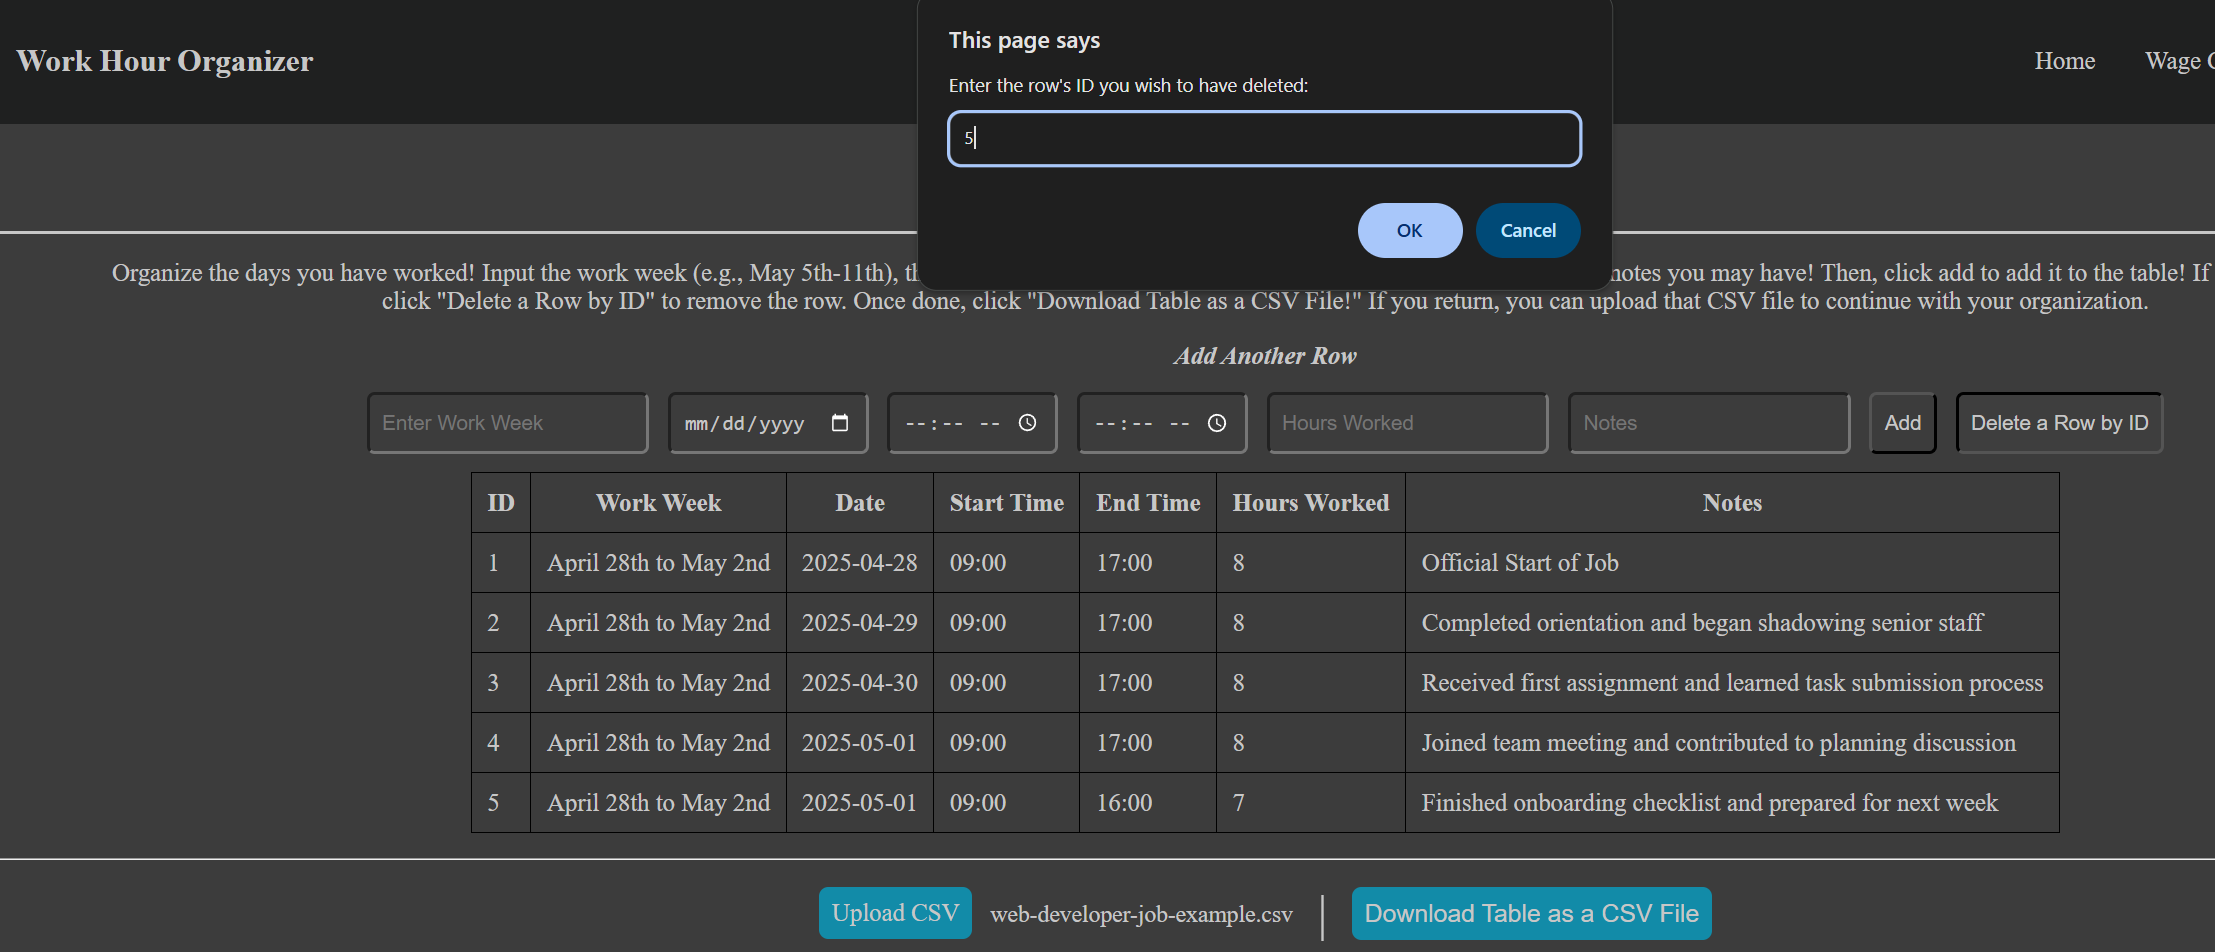 Work Hour Organizer
Home
Wage
This page says
Enter the row's ID you wish to have deleted:
5
OK
Cancel
Organize the days you have worked! Input the work week (e.g., May 5th-11th), notes you may have! Then, click add to add it to the table! If
click "Delete a Row by ID" to remove the row. Once done, click "Download Table as a CSV File!" If you return, you can upload that CSV file to continue with your organization.
Add Another Row
Enter Work Week mm/dd/yyyy --:-- -- --:-- -- Hours Worked Notes Add Delete a Row by ID
ID Work Week Date Start Time End Time Hours Worked Notes
1 April 28th to May 2nd 2025-04-28 09:00 17:00 8 Official Start of Job
2 April 28th to May 2nd 2025-04-29 09:00 17:00 8 Completed orientation and began shadowing senior staff
3 April 28th to May 2nd 2025-04-30 09:00 17:00 8 Received first assignment and learned task submission process
4 April 28th to May 2nd 2025-05-01 09:00 17:00 8 Joined team meeting and contributed to planning discussion
5 April 28th to May 2nd 2025-05-01 09:00 16:00 7 Finished onboarding checklist and prepared for next week
Upload CSV web-developer-job-example.csv Download Table as a CSV File